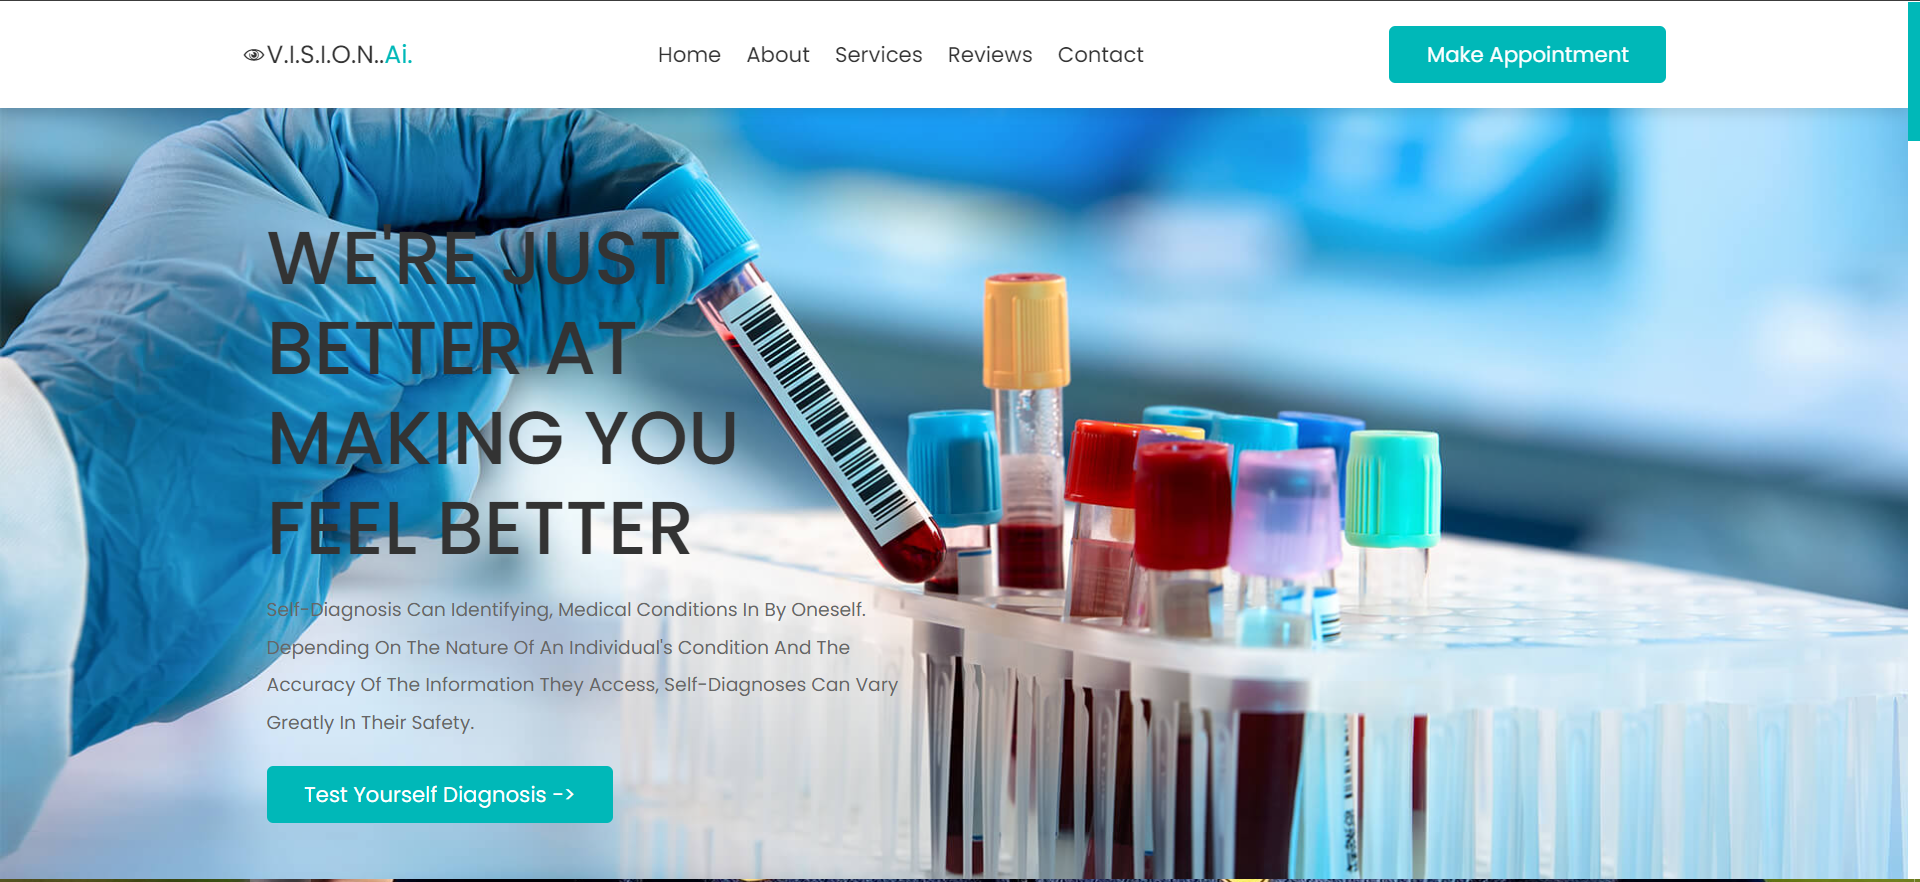 V.I.S.I.O.N..Ai.
Home About Services Reviews Contact
Make Appointment
WE'RE JUST
BETTER AT
MAKING YOU
FEEL BETTER
Self-Diagnosis Can Identifying, Medical Conditions In By Oneself.
Depending On The Nature Of An Individual's Condition And The
Accuracy Of The Information They Access, Self-Diagnoses Can Vary
Greatly In Their Safety.
Test Yourself Diagnosis ->